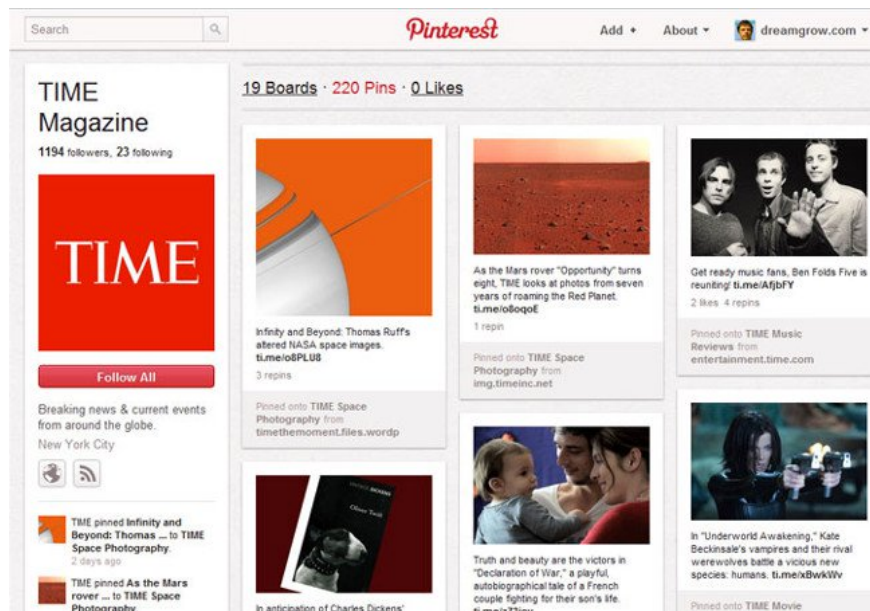 Search
Pinterest
Add +
About
dreamgrow.com
TIME
Magazine
1194 followers, 23 following
TIME
Follow All
Breaking news & current events
from around the globe.
New York City
TIME pinned Infinity and
Beyond: Thomas ... to TIME
Space Photography.
2 days ago
TIME pinned As the Mars
rover ... to TIME Space
Photography.
19 Boards · 220 Pins · 0 Likes
Infinity and Beyond: Thomas Ruff's
altered NASA space images.
ti.me/o8PLU8
3 repins
Pinned onto TIME Space
Photography from
timethemoment.files.wordp
Oliver Twist
In anticipation of Charles Dickens'
As the Mars rover "Opportunity" turns
eight, TIME looks at photos from seven
years of roaming the Red Planet.
ti.me/o8oqoE
1 repin
Pinned onto TIME Space
Photography from
img.timeinc.net
Truth and beauty are the victors in
"Declaration of War," a playful,
autobiographical tale of a French
couple fighting for their son's life.
Get ready music fans, Ben Folds Five is
reuniting! ti.me/AfjbFY
2 likes 4 repins
Pinned onto TIME Music
Reviews from
entertainment.time.com
In "Underworld Awakening," Kate
Beckinsale's vampires and their rival
werewolves battle a vicious new
species: humans. ti.me/xBwkWv
Pinned onto TIME Movie